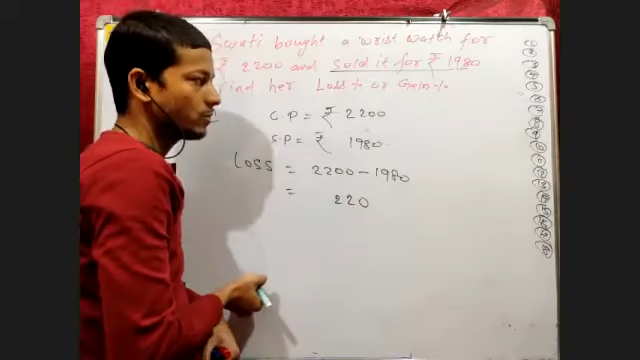 Swati bought a wrist watch for
₹ 2200 and sold it for ₹ 1980
find her Loss % or Gain %
C.P = ₹ 2200
S.P = ₹ 1980
Loss = 2200 - 1980
= 220